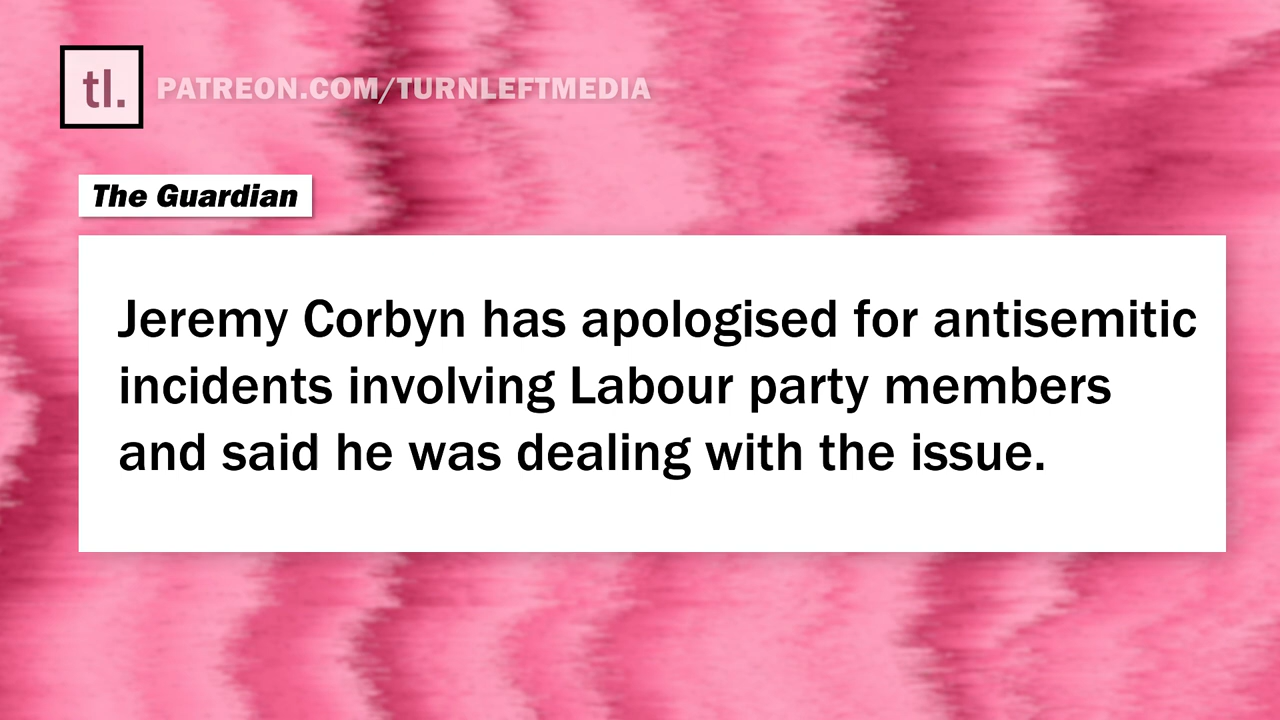 tl.
PATREON.COM/TURNLEFTMEDIA
The Guardian
Jeremy Corbyn has apologised for antisemitic
incidents involving Labour party members
and said he was dealing with the issue.